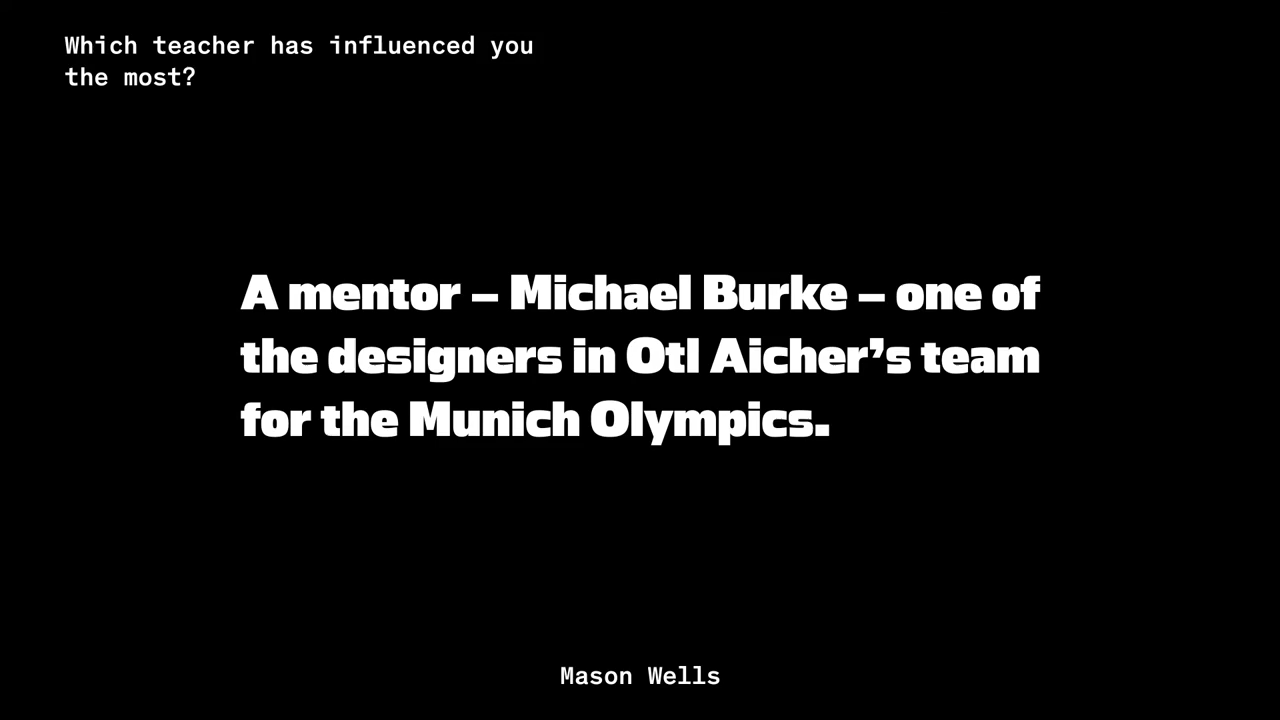 Which teacher has influenced you
the most?
A mentor – Michael Burke – one of
the designers in Otl Aicher’s team
for the Munich Olympics.
Mason Wells